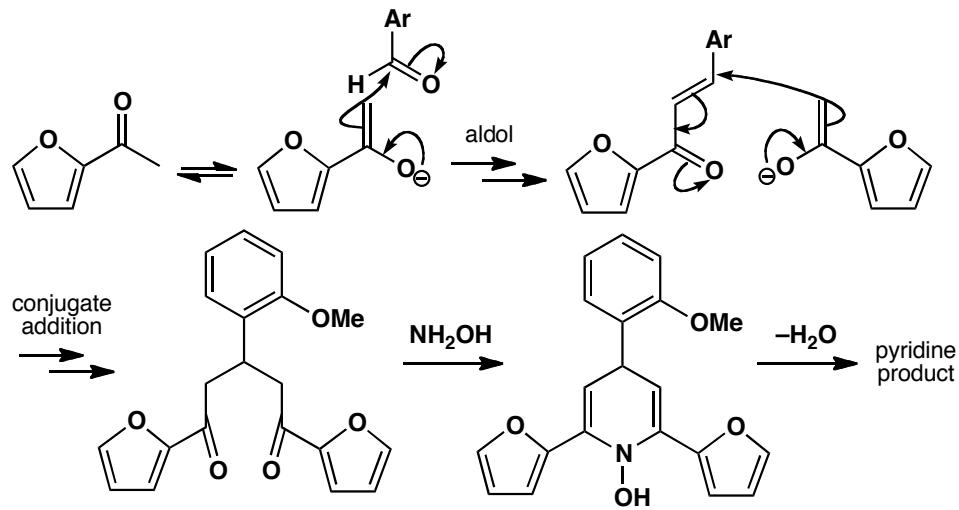 Ar
H
O
O
O
O
⊖
aldol
Ar
O
O
O
⊖
O
conjugate
addition
OMe
O
O
O
O
NH₂OH
OMe
O
N
OH
O
–H₂O
pyridine
product